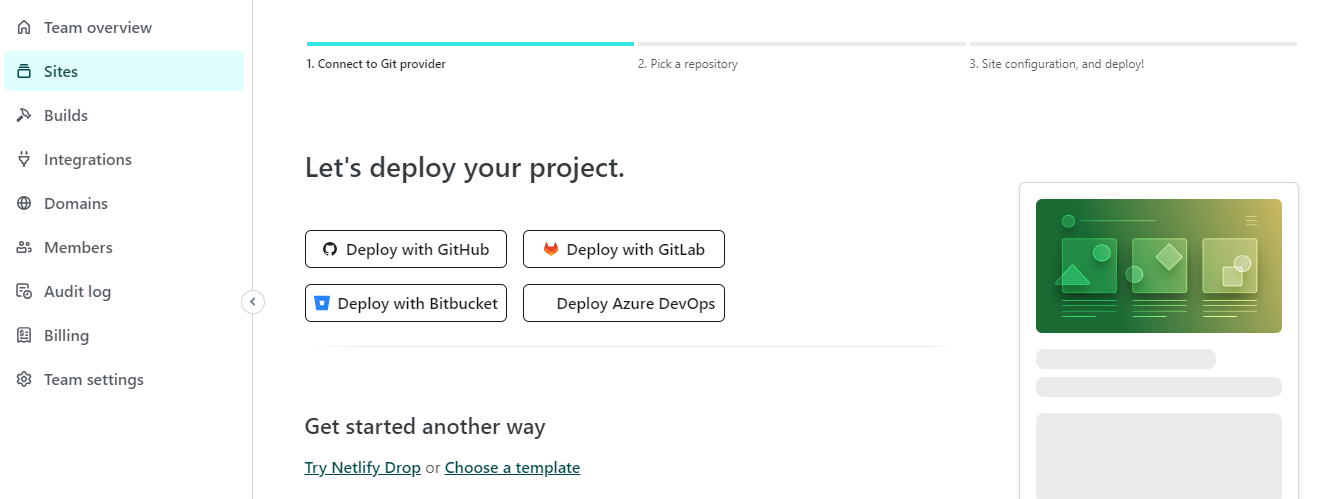 Team overview
Sites
Builds
Integrations
Domains
Members
Audit log
Billing
Team settings
1. Connect to Git provider
2. Pick a repository
3. Site configuration, and deploy!
Let's deploy your project.
Deploy with GitHub
Deploy with GitLab
Deploy with Bitbucket
Deploy Azure DevOps
Get started another way
Try Netlify Drop or Choose a template